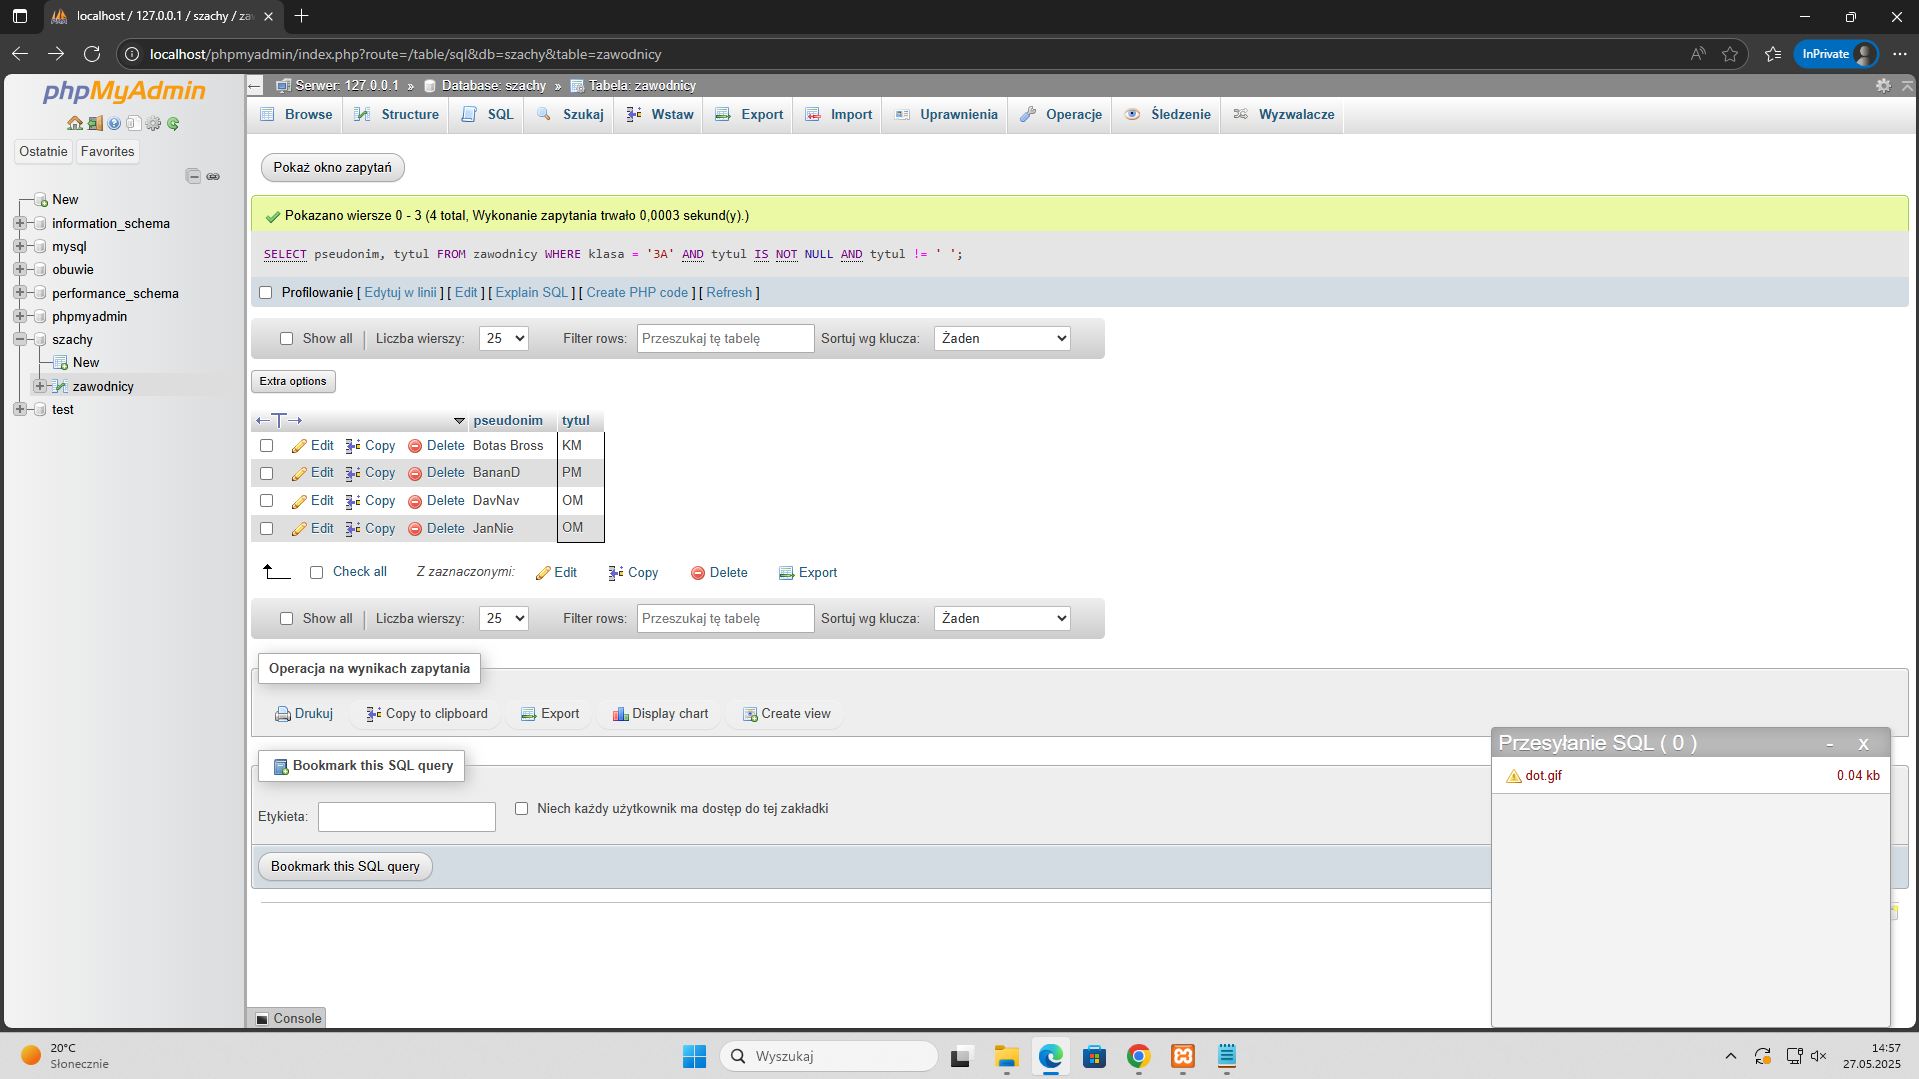 localhost / 127.0.0.1 / szachy / za
localhost/phpmyadmin/index.php?route=/table/sql&db=szachy&table=zawodnicy
InPrivate
phpMyAdmin
Ostatnie
Favorites
New
information_schema
mysql
obuwie
performance_schema
phpmyadmin
szachy
New
zawodnicy
test
Serwer: 127.0.0.1 » Database: szachy » Tabela: zawodnicy
Browse Structure SQL Szukaj Wstaw Export Import Uprawnienia Operacje Śledzenie Wyzwalacze
Pokaż okno zapytań
Pokazano wiersze 0 - 3 (4 total, Wykonanie zapytania trwało 0,0003 sekund(y).)
SELECT pseudonim, tytul FROM zawodnicy WHERE klasa = '3A' AND tytul IS NOT NULL AND tytul != ' ';
Profilowanie [ Edytuj w linii ] [ Edit ] [ Explain SQL ] [ Create PHP code ] [ Refresh ]
Show all Liczba wierszy: 25 Filter rows: Przeszukaj tę tabelę Sortuj wg klucza: Żaden
Extra options
pseudonim tytul
Edit Copy Delete Botas Bross KM
Edit Copy Delete BananD PM
Edit Copy Delete DavNav OM
Edit Copy Delete JanNie OM
Check all Z zaznaczonymi: Edit Copy Delete Export
Show all Liczba wierszy: 25 Filter rows: Przeszukaj tę tabelę Sortuj wg klucza: Żaden
Operacja na wynikach zapytania
Drukuj Copy to clipboard Export Display chart Create view
Bookmark this SQL query
Etykieta: Niech każdy użytkownik ma dostęp do tej zakładki
Bookmark this SQL query
Przesyłanie SQL ( 0 ) - x
dot.gif 0.04 kb
Console
20°C
Słonecznie
Wyszukaj
14:57
27.05.2025